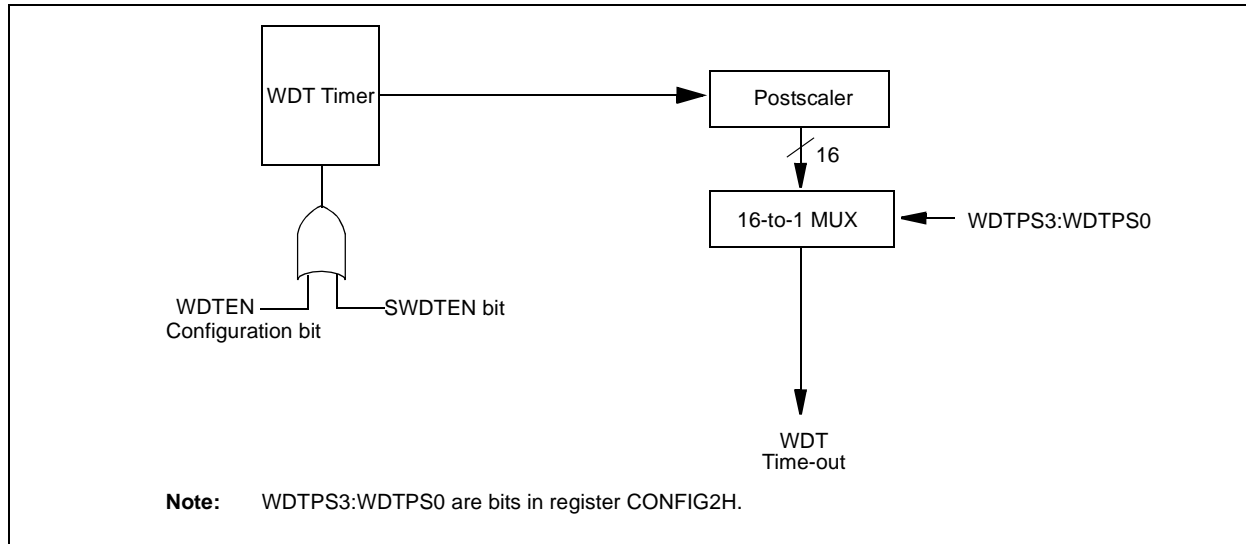 WDT Timer
Postscaler
16
16-to-1 MUX
WDTPS3:WDTPS0
WDTEN
Configuration bit
SWDTEN bit
WDT
Time-out
Note: WDTPS3:WDTPS0 are bits in register CONFIG2H.